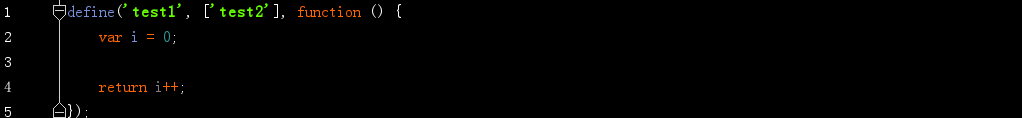 1 define('test1', ['test2'], function () {
2     var i = 0;
3
4     return i++;
5 });